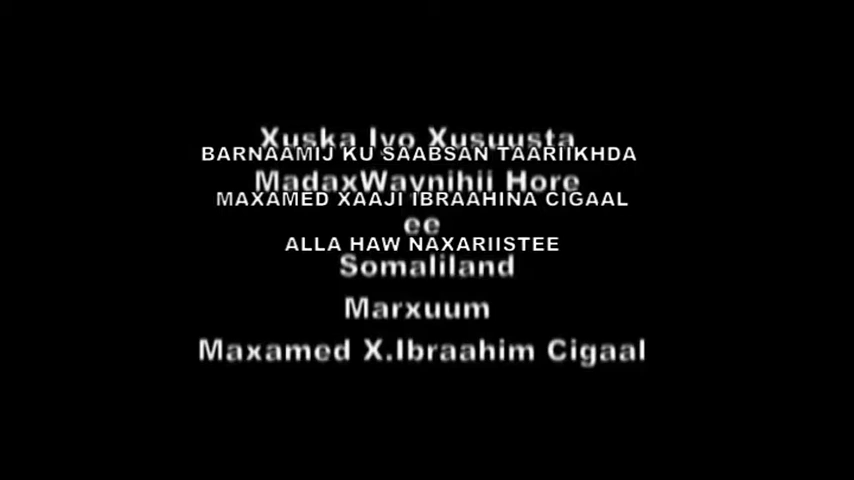 Xuska Iyo Xusuusta
BARNAAMIJ KU SAABSAN TAARIIKHDA
MadaxWaynihii Hore
MAXAMED XAAJI IBRAAHINA CIGAAL
ee
ALLA HAW NAXARIISTEE
Somaliland
Marxuum
Maxamed X.Ibraahim Cigaal